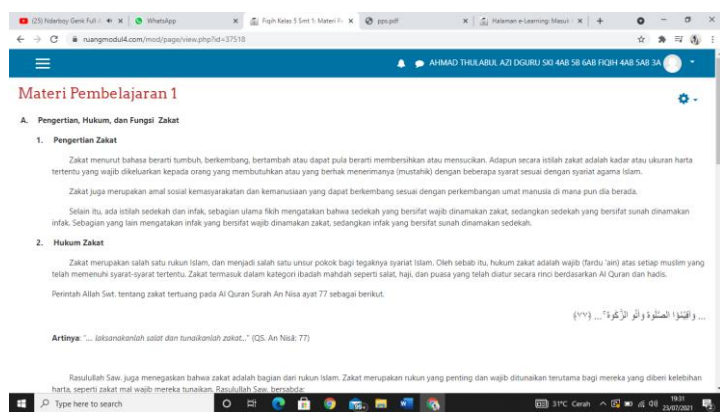 (25) Ndarboy Genk Full A
WhatsApp
Fiqih Kelas 5 Smt 1: Materi Pe
pps.pdf
Halaman e-Learning: Masuk k
ruangmodul4.com/mod/page/view.php?id=37518
AHMAD THULABUL AZI DGURU SKI 4AB 5B 6AB FIQIH 4AB 5AB 3A
Materi Pembelajaran 1
A. Pengertian, Hukum, dan Fungsi Zakat
1. Pengertian Zakat
Zakat menurut bahasa berarti tumbuh, berkembang, bertambah atau dapat pula berarti membersihkan atau mensucikan. Adapun secara istilah zakat adalah kadar atau ukuran harta
tertentu yang wajib dikeluarkan kepada orang yang membutuhkan atau yang berhak menerimanya (mustahik) dengan beberapa syarat sesuai dengan syariat agama Islam.
Zakat juga merupakan amal sosial kemasyarakatan dan kemanusiaan yang dapat berkembang sesuai dengan perkembangan umat manusia di mana pun dia berada.
Selain itu, ada istilah sedekah dan infak, sebagian ulama fikih mengatakan bahwa sedekah yang bersifat wajib dinamakan zakat, sedangkan sedekah yang bersifat sunah dinamakan
infak. Sebagian yang lain mengatakan infak yang bersifat wajib dinamakan zakat, sedangkan infak yang bersifat sunah dinamakan sedekah.
2. Hukum Zakat
Zakat merupakan salah satu rukun Islam, dan menjadi salah satu unsur pokok bagi tegaknya syariat Islam. Oleh sebab itu, hukum zakat adalah wajib (fardu 'ain) atas setiap muslim yang
telah memenuhi syarat-syarat tertentu. Zakat termasuk dalam kategori ibadah mahdah seperti salat, haji, dan puasa yang telah diatur secara rinci berdasarkan Al Quran dan hadis.
Perintah Allah Swt. tentang zakat tertuang pada Al Quran Surah An Nisa ayat 77 sebagai berikut.
... وَاَقِيْمُوا الصَّلٰوةَ وَاٰتُوا الزَّكٰوةَۚ ... (٧٧)
Artinya: "... laksanakanlah salat dan tunaikanlah zakat..." (QS. An Nisā: 77)
Rasulullah Saw. juga menegaskan bahwa zakat adalah bagian dari rukun Islam. Zakat merupakan rukun yang penting dan wajib ditunaikan terutama bagi mereka yang diberi kelebihan
harta, seperti zakat mal wajib mereka tunaikan. Rasulullah Saw. bersabda:
Type here to search
99+
31°C Cerah
19:31
23/07/2021